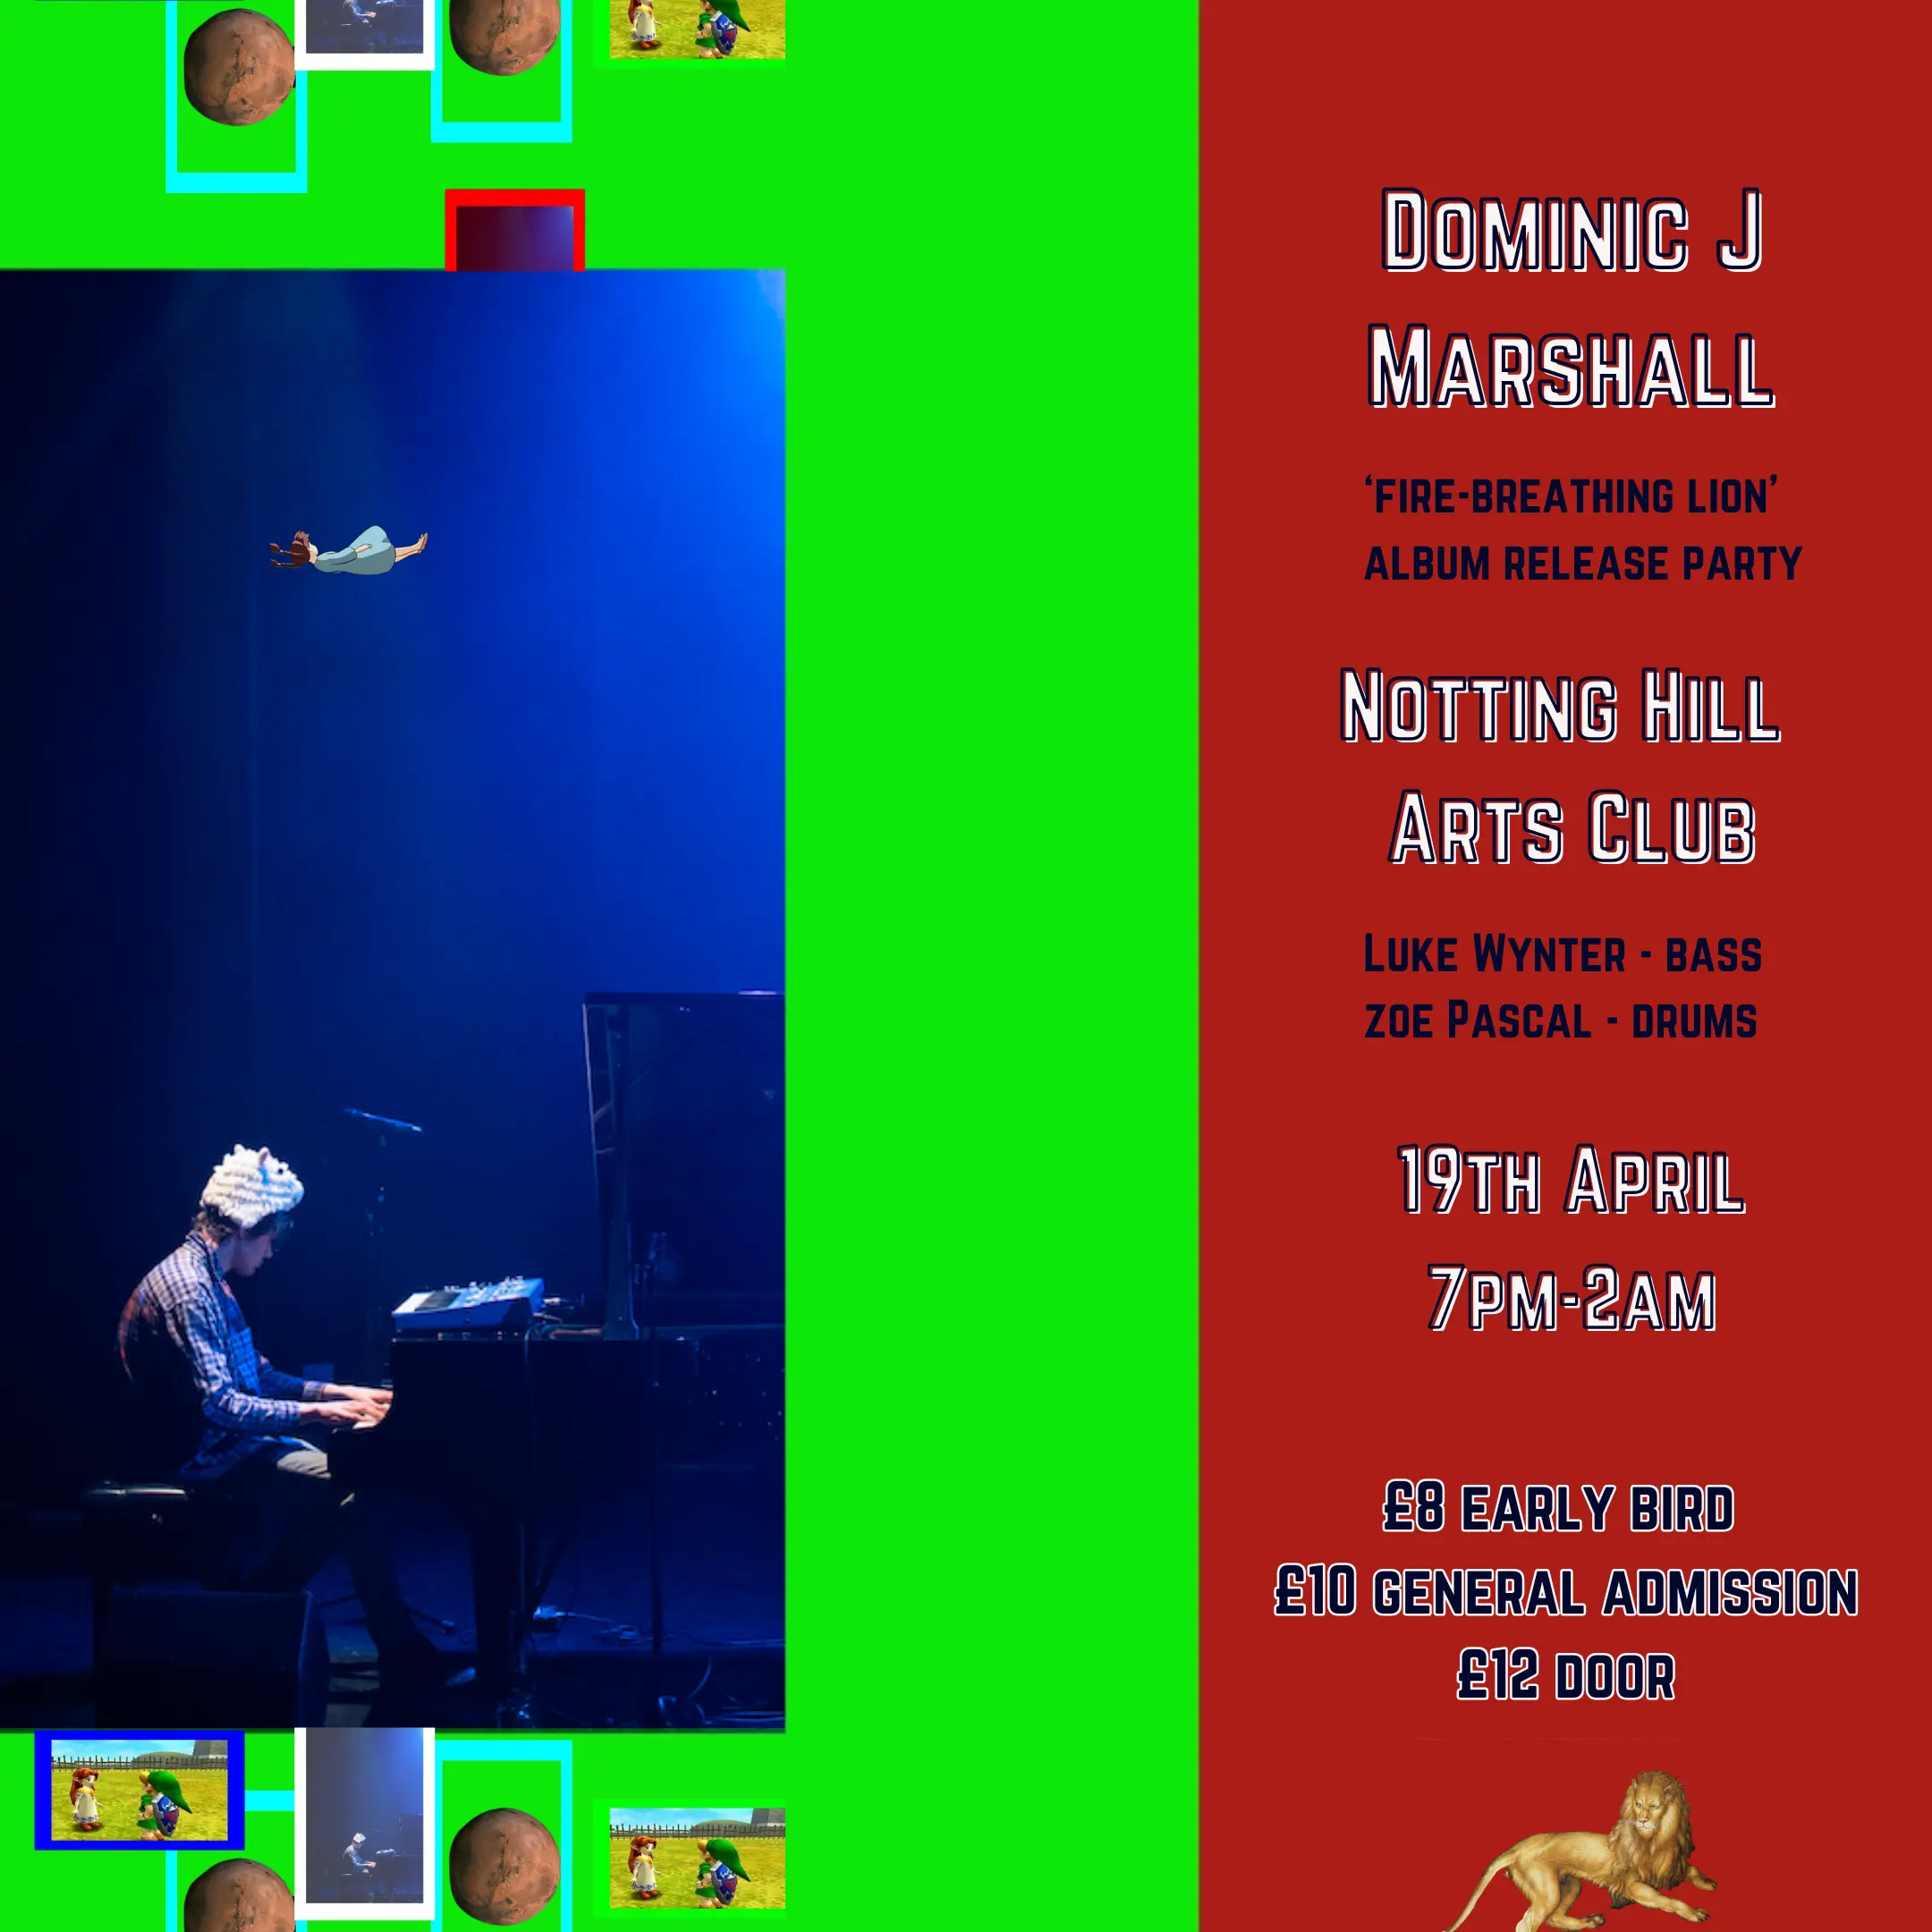 Dominic J
Marshall
‘fire-breathing lion’
album release party
Notting Hill
Arts Club
Luke Wynter - bass
zoe Pascal - drums
19th April
7pm-2am
£8 early bird
£10 general admission
£12 door